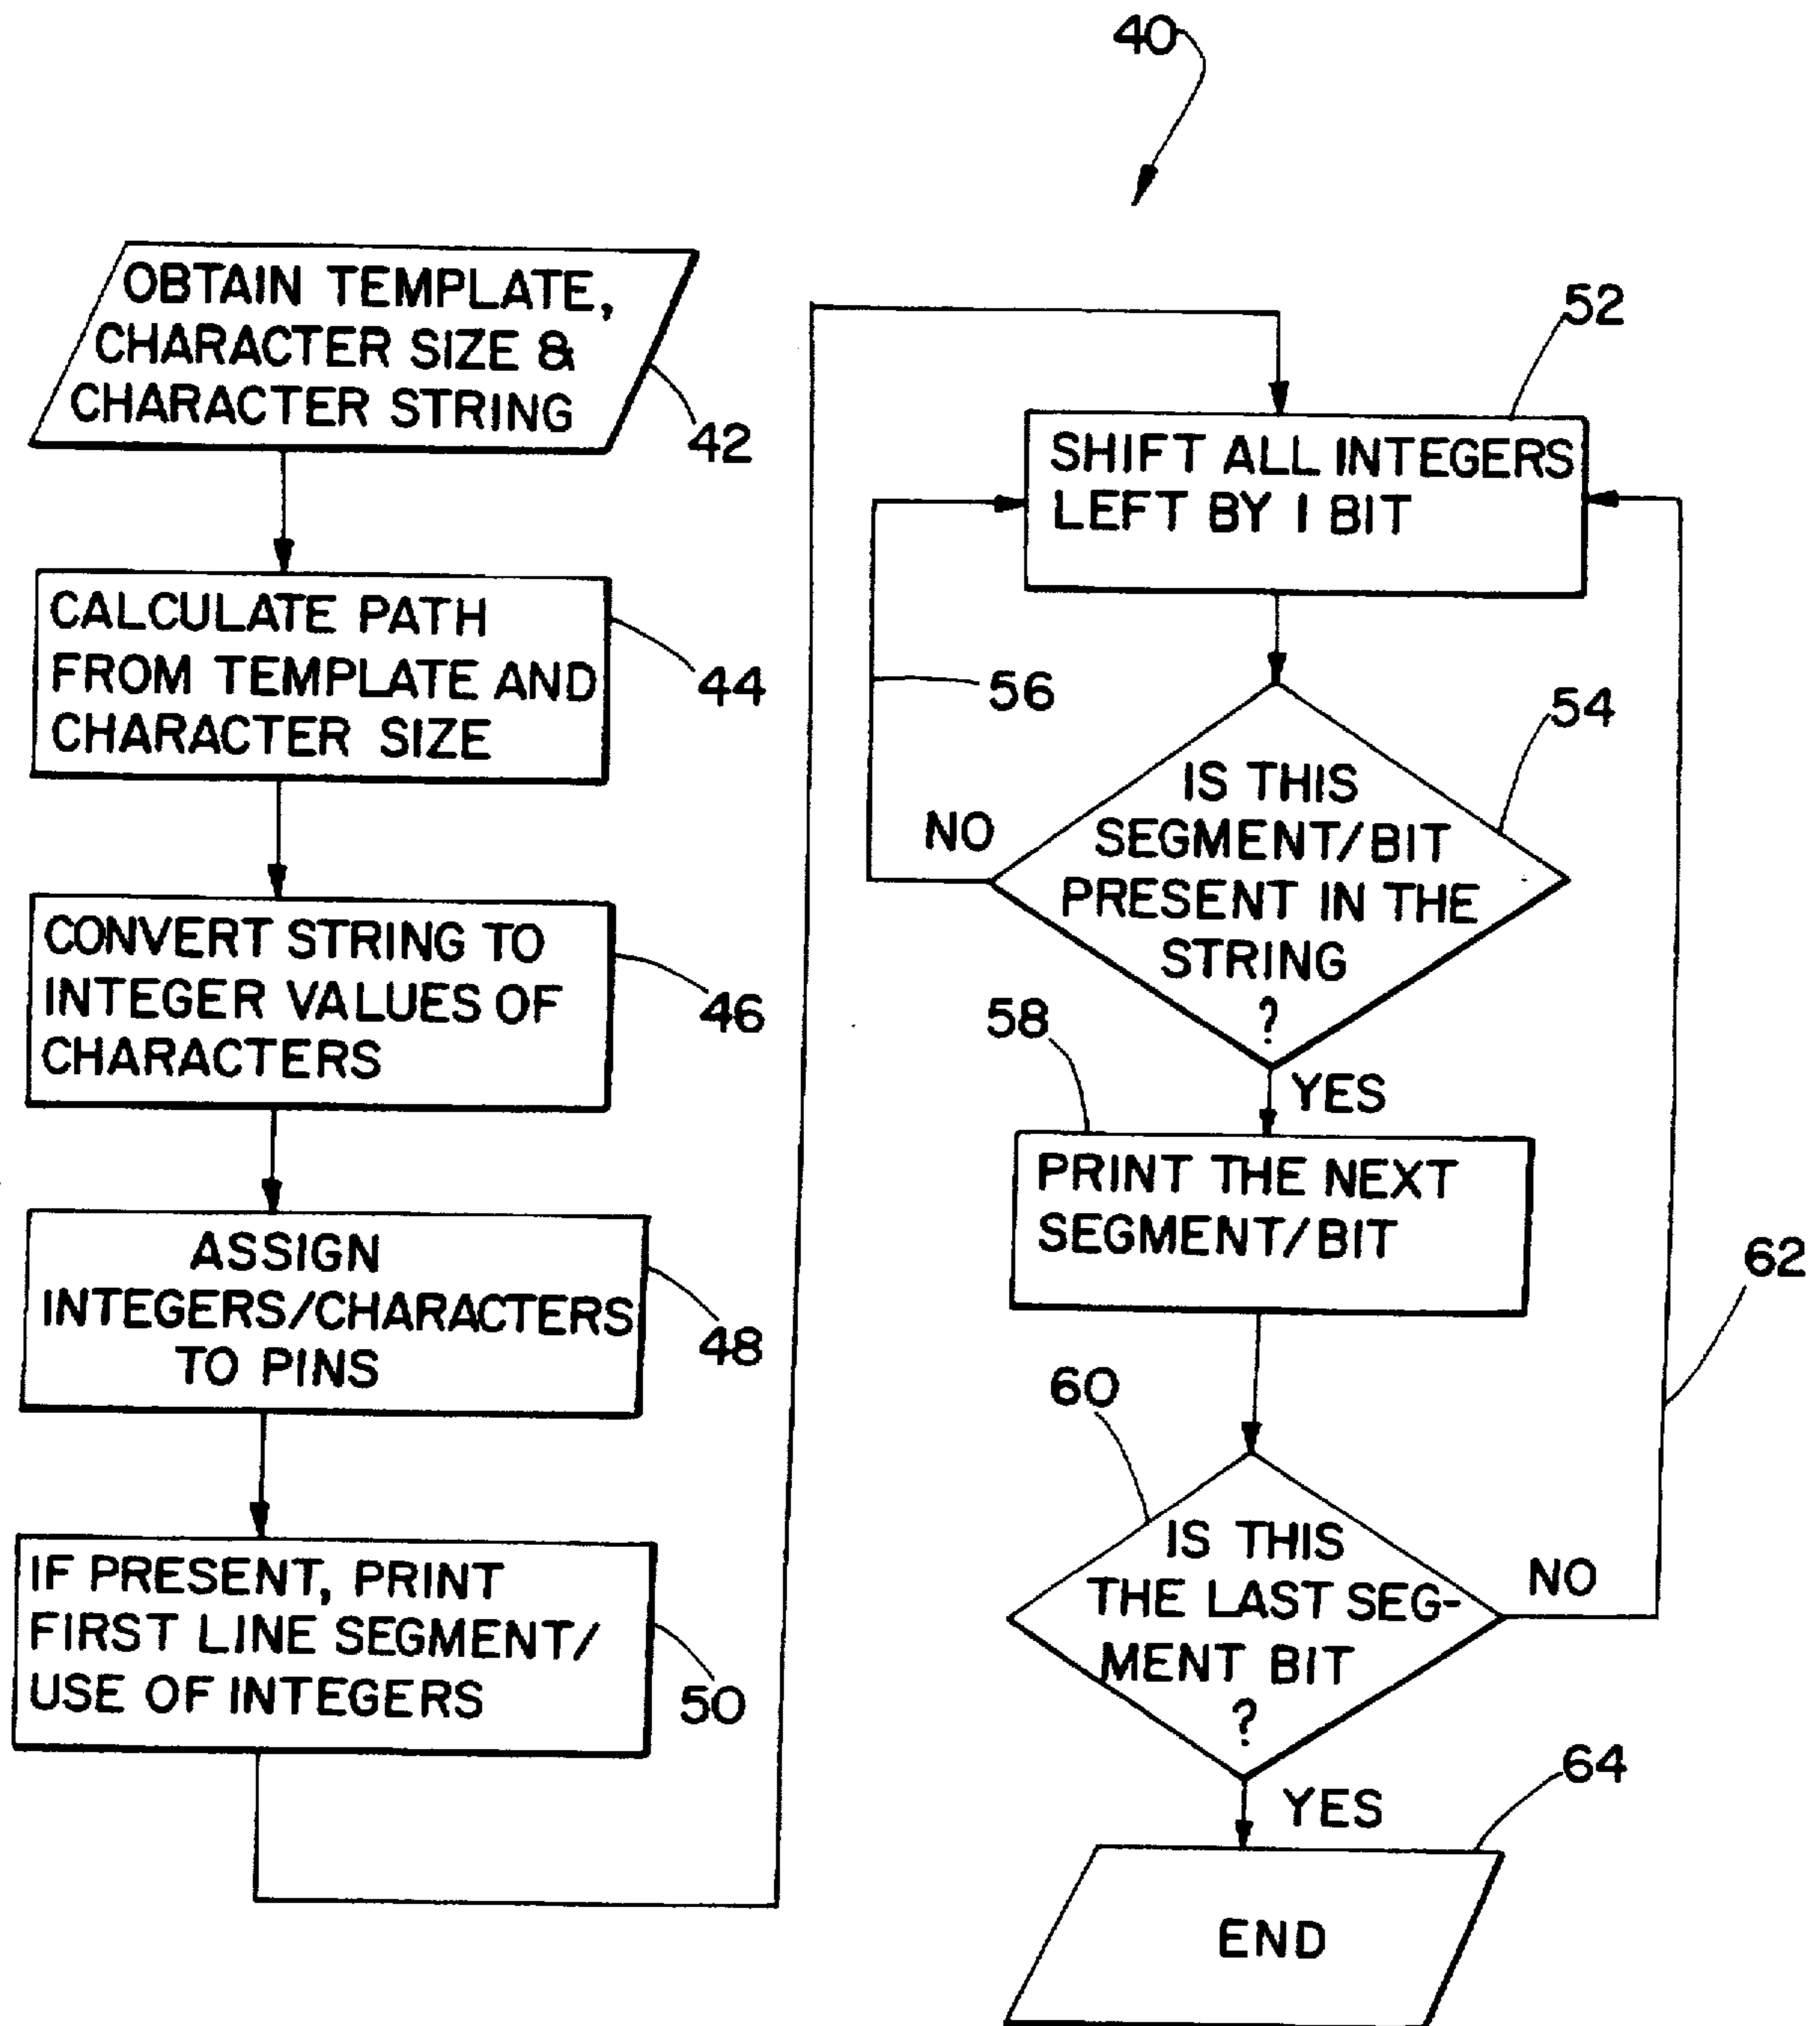 40
OBTAIN TEMPLATE,
CHARACTER SIZE &
CHARACTER STRING
42
CALCULATE PATH
FROM TEMPLATE AND
CHARACTER SIZE
44
CONVERT STRING TO
INTEGER VALUES OF
CHARACTERS
46
ASSIGN
INTEGERS/CHARACTERS
TO PINS
48
IF PRESENT, PRINT
FIRST LINE SEGMENT/
USE OF INTEGERS
50
52
SHIFT ALL INTEGERS
LEFT BY 1 BIT
56
54
IS THIS
SEGMENT/BIT
PRESENT IN THE
STRING
?
NO
YES
58
PRINT THE NEXT
SEGMENT/BIT
62
60
IS THIS
THE LAST SEG-
MENT BIT
?
NO
YES
64
END